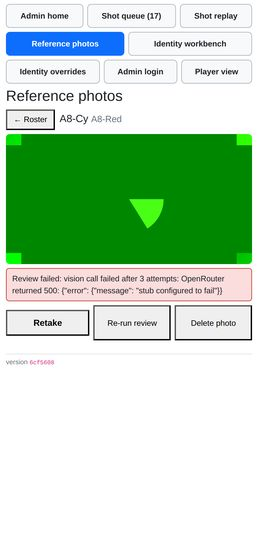 Admin home
Shot queue (17)
Shot replay
Reference photos
Identity workbench
Identity overrides
Admin login
Player view
Reference photos
← Roster
A8-Cy A8-Red
Review failed: vision call failed after 3 attempts: OpenRouter
returned 500: {"error": {"message": "stub configured to fail"}}
Retake
Re-run review
Delete photo
version 6cf5608